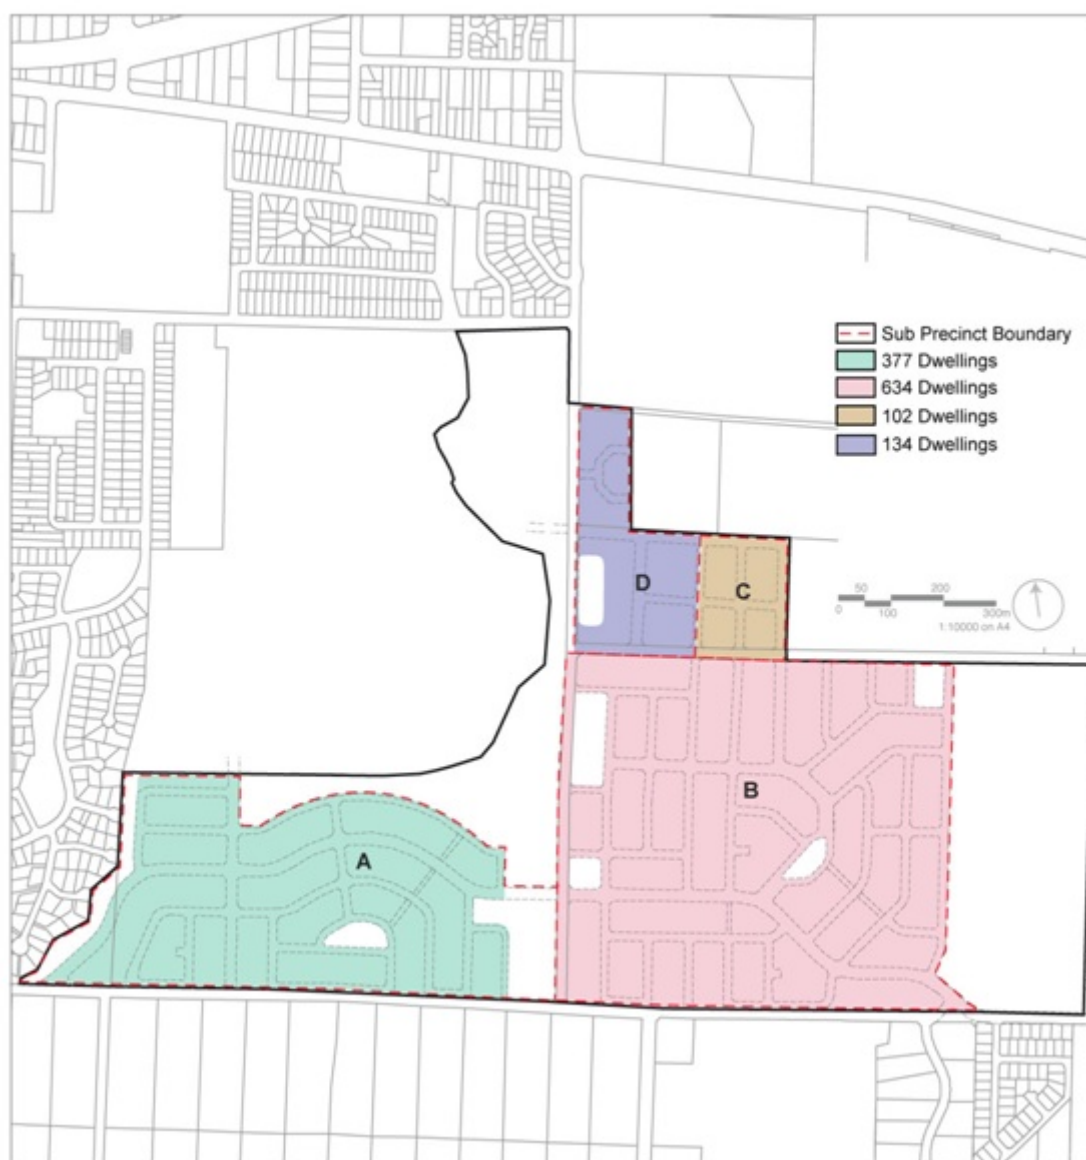 Sub Precinct Boundary
377 Dwellings
634 Dwellings
102 Dwellings
134 Dwellings
D
C
50 200
0 100 300m
1:10000 on A4
B
A